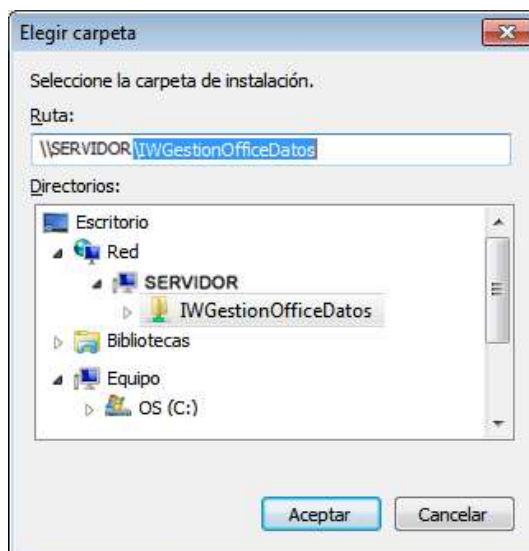 Elegir carpeta
Seleccione la carpeta de instalación.
Ruta:
\\SERVIDOR\IWGestionOfficeDatos
Directorios:
Escritorio
Red
SERVIDOR
IWGestionOfficeDatos
Bibliotecas
Equipo
OS (C:)
Aceptar
Cancelar